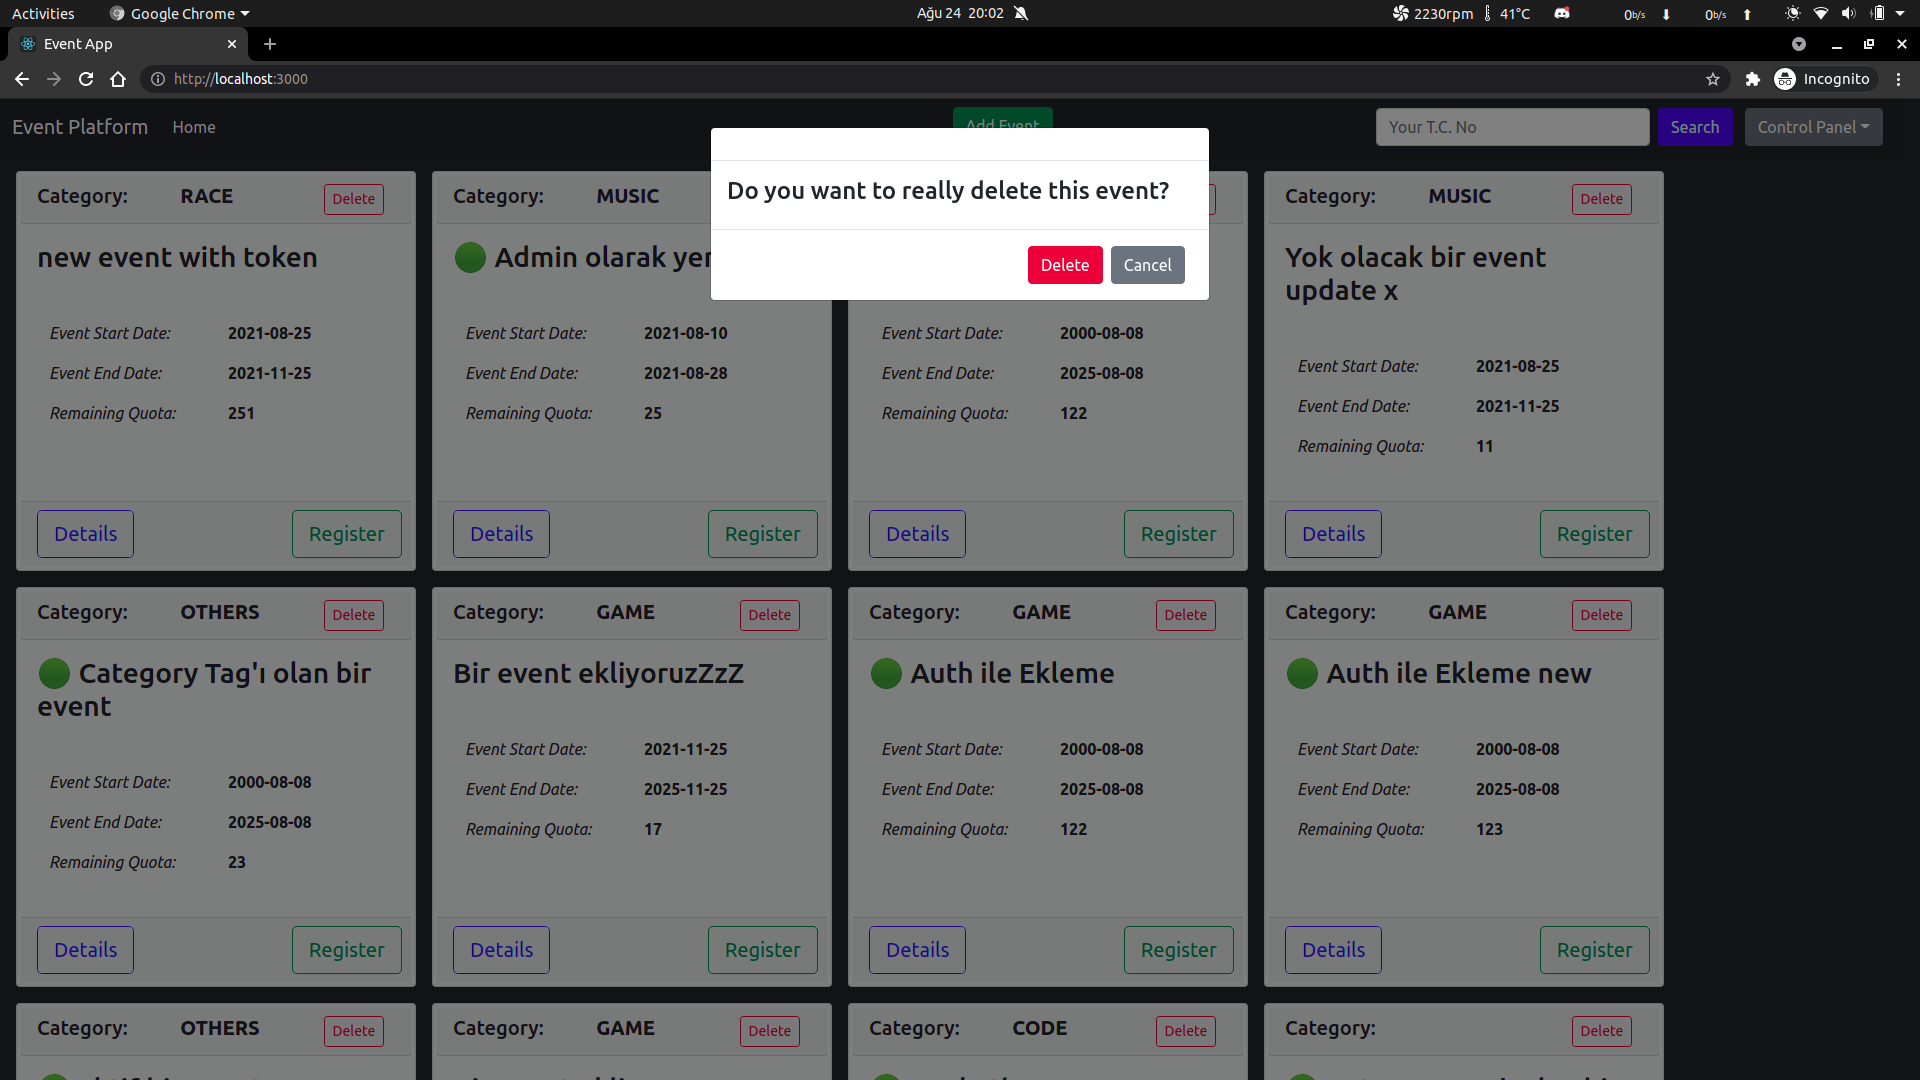 Activities Google Chrome Ağu 24 20:02 2230rpm 41°C 0b/s 0b/s
Event App
http://localhost:3000 Incognito
Event Platform Home Add Event Your T.C. No Search Control Panel
Do you want to really delete this event?
Delete Cancel
Category: RACE Delete
new event with token
Event Start Date: 2021-08-25
Event End Date: 2021-11-25
Remaining Quota: 251
Details Register
Category: MUSIC
Admin olarak
Event Start Date: 2021-08-10
Event End Date: 2021-08-28
Remaining Quota: 25
Details Register
Event Start Date: 2000-08-08
Event End Date: 2025-08-08
Remaining Quota: 122
Details Register
Category: MUSIC Delete
Yok olacak bir event
update x
Event Start Date: 2021-08-25
Event End Date: 2021-11-25
Remaining Quota: 11
Details Register
Category: OTHERS Delete
Category Tag'ı olan bir
event
Event Start Date: 2000-08-08
Event End Date: 2025-08-08
Remaining Quota: 23
Details Register
Category: GAME Delete
Bir event ekliyoruzZzZ
Event Start Date: 2021-11-25
Event End Date: 2025-11-25
Remaining Quota: 17
Details Register
Category: GAME Delete
Auth ile Ekleme
Event Start Date: 2000-08-08
Event End Date: 2025-08-08
Remaining Quota: 122
Details Register
Category: GAME Delete
Auth ile Ekleme new
Event Start Date: 2000-08-08
Event End Date: 2025-08-08
Remaining Quota: 123
Details Register
Category: OTHERS Delete
Category: GAME Delete
Category: CODE Delete
Category: Delete